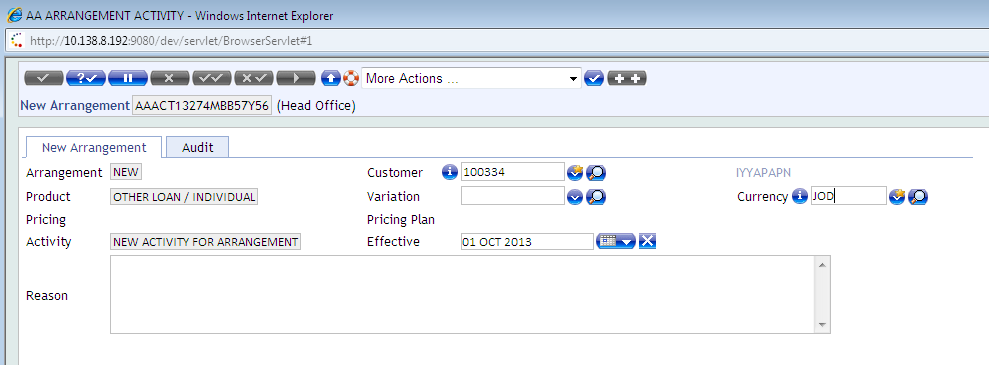 AA ARRANGEMENT ACTIVITY - Windows Internet Explorer
http://10.138.8.192:9080/dev/servlet/BrowserServlet#1
More Actions ...
New Arrangement AAACT13274MBB57Y56 (Head Office)
New Arrangement Audit
Arrangement NEW Customer 100334 IYYAPAPN
Product OTHER LOAN / INDIVIDUAL Variation Currency JOD
Pricing Pricing Plan
Activity NEW ACTIVITY FOR ARRANGEMENT Effective 01 OCT 2013
Reason